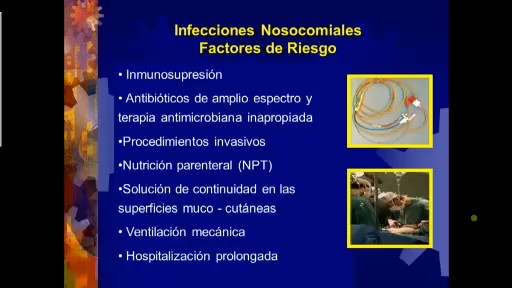 Infecciones Nosocomiales
Factores de Riesgo
• Inmunosupresión
• Antibióticos de amplio espectro y
terapia antimicrobiana inapropiada
•Procedimientos invasivos
•Nutrición parenteral (NPT)
•Solución de continuidad en las
superficies muco - cutáneas
• Ventilación mecánica
• Hospitalización prolongada